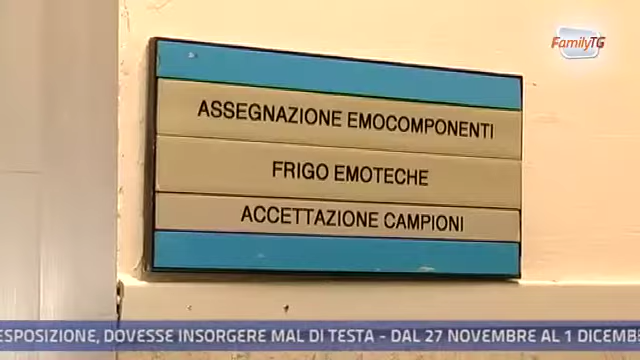 FamilyTG
ASSEGNAZIONE EMOCOMPONENTI
FRIGO EMOTECHE
ACCETTAZIONE CAMPIONI
ESPOSIZIONE, DOVESSE INSORGERE MAL DI TESTA - DAL 27 NOVEMBRE AL 1 DICEMB